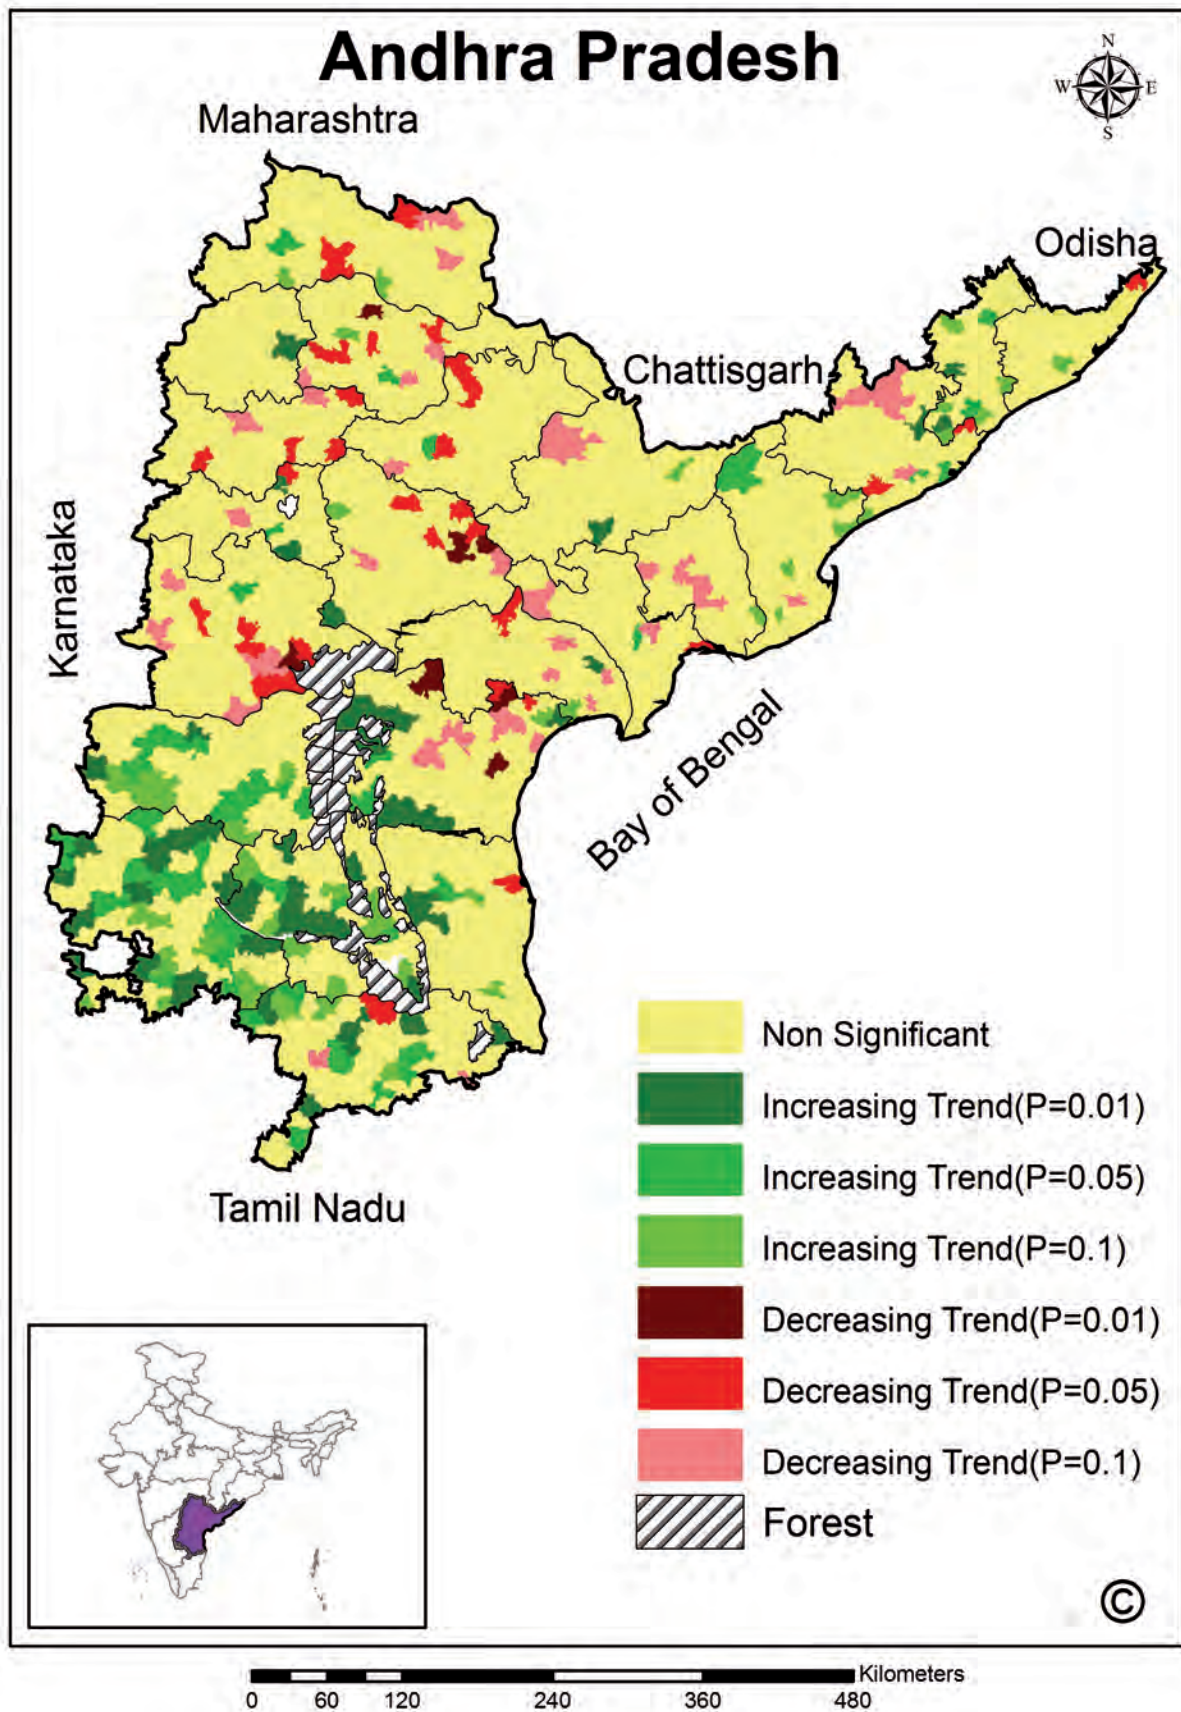 Andhra Pradesh
N
W
E
S
Maharashtra
Odisha
Chattisgarh
Karnataka
Bay of Bengal
Tamil Nadu
Non Significant
Increasing Trend(P=0.01)
Increasing Trend(P=0.05)
Increasing Trend(P=0.1)
Decreasing Trend(P=0.01)
Decreasing Trend(P=0.05)
Decreasing Trend(P=0.1)
Forest
©
Kilometers
0 60 120 240 360 480